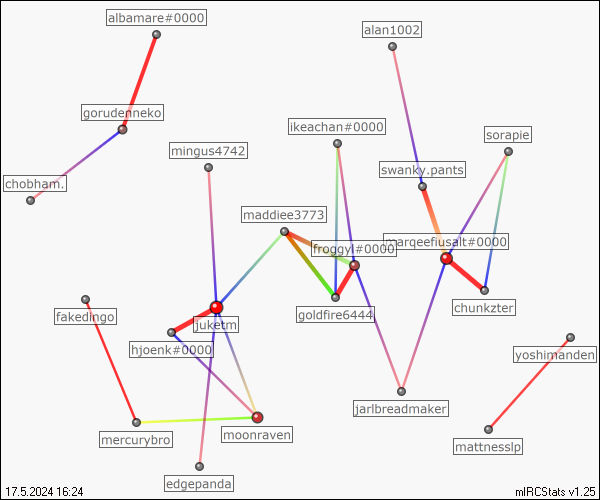 albamare#0000
alan1002
gorudenneko
ikeachan#0000
sorapie
mingus4742
swanky.pants
chobham.
maddiee3773
froggyl#0000
marqeefiusalt#0000
chunkzter
goldfire6444
fakedingo
juketm
hjoenk#0000
yoshimanden
jarlbreadmaker
mercurybro
moonraven
mattnesslp
edgepanda
17.5.2024 16:24
mIRCStats v1.25